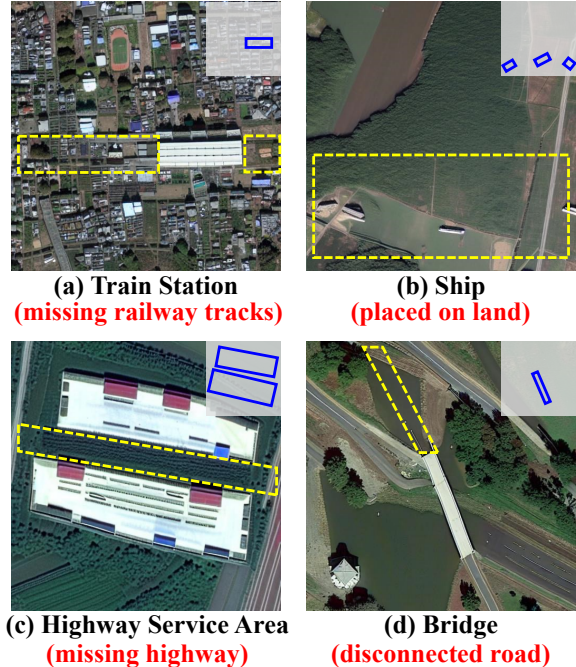 (a) Train Station
(missing railway tracks)
(b) Ship
(placed on land)
(c) Highway Service Area
(missing highway)
(d) Bridge
(disconnected road)